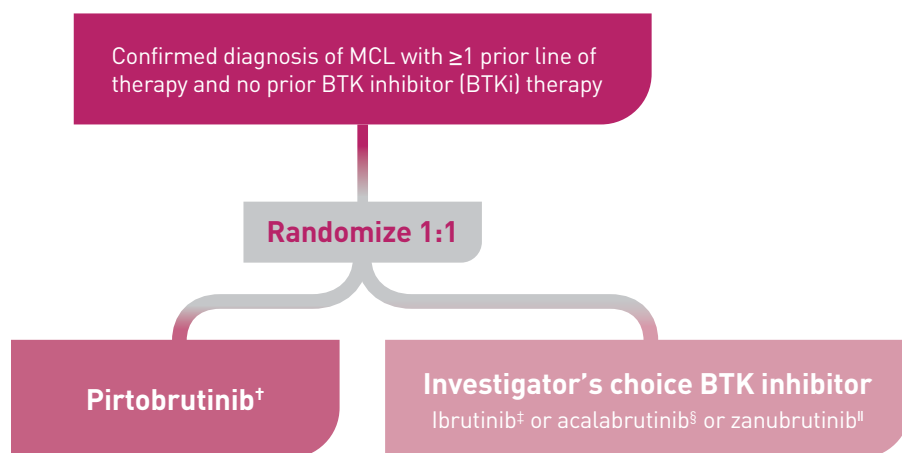 Confirmed diagnosis of MCL with ≥1 prior line of
therapy and no prior BTK inhibitor (BTKi) therapy
Randomize 1:1
Pirtobrutinib†
Investigator’s choice BTK inhibitor
Ibrutinib‡ or acalabrutinib§ or zanubrutinib||